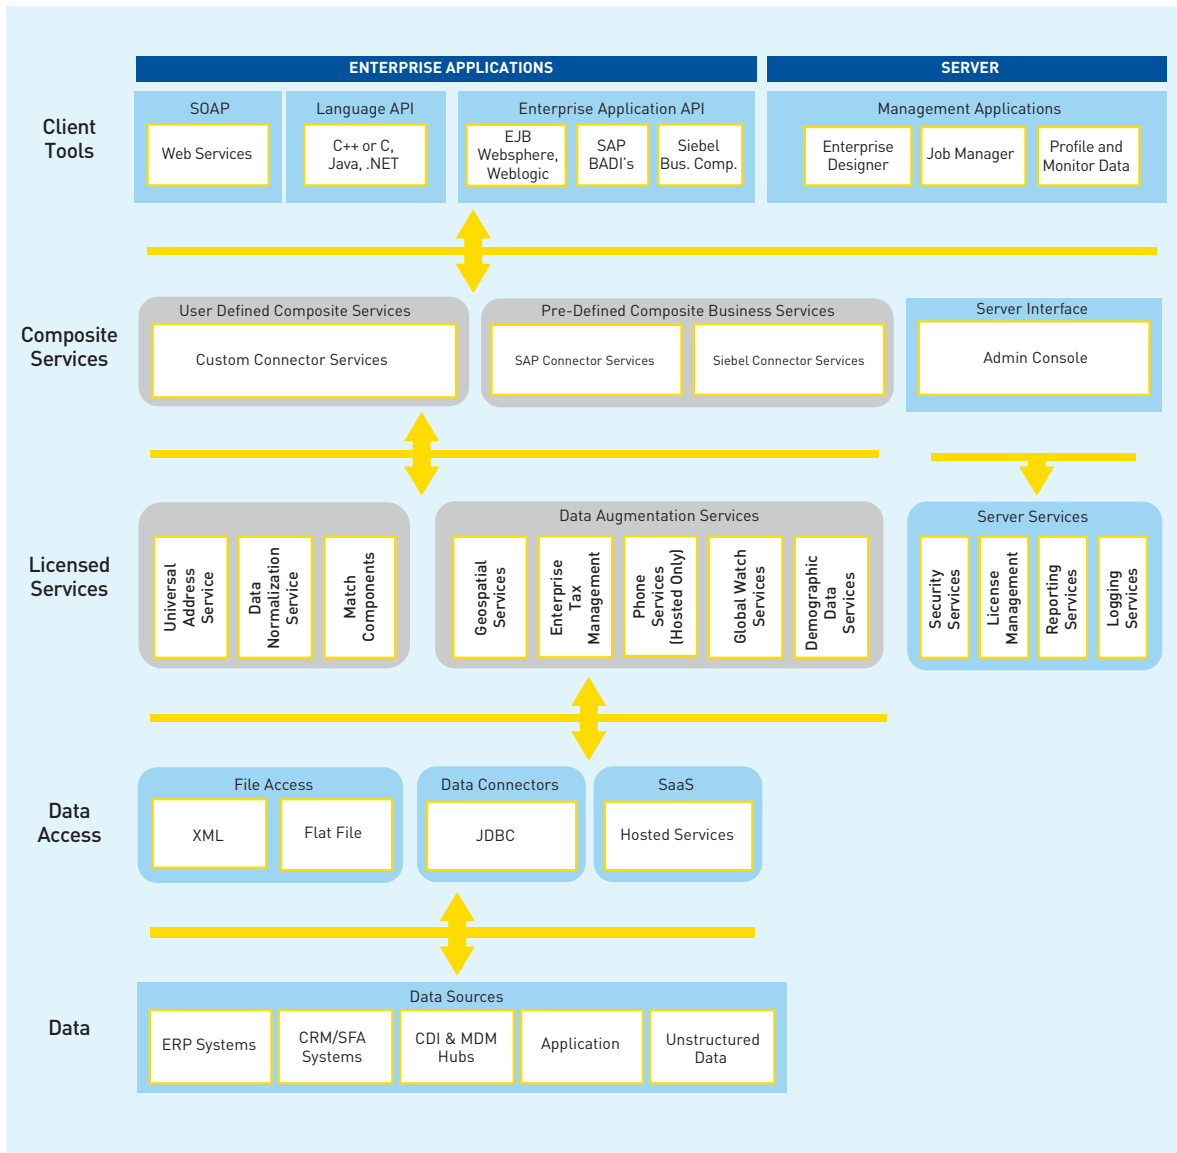 ENTERPRISE APPLICATIONS
SERVER
Client
Tools
SOAP
Web Services
Language API
C++ or C,
Java, .NET
Enterprise Application API
EJB
Websphere,
Weblogic
SAP
BADI's
Siebel
Bus. Comp.
Management Applications
Enterprise
Designer
Job Manager
Profile and
Monitor Data
Composite
Services
User Defined Composite Services
Custom Connector Services
Pre-Defined Composite Business Services
SAP Connector Services
Siebel Connector Services
Server Interface
Admin Console
Licensed
Services
Universal
Address
Service
Data
Normalization
Service
Match
Components
Data Augmentation Services
Geospatial
Services
Enterprise
Tax
Management
Phone
Services
(Hosted Only)
Global Watch
Services
Demographic
Data
Services
Server Services
Security
Services
License
Management
Reporting
Services
Logging
Services
Data
Access
File Access
XML
Flat File
Data Connectors
JDBC
SaaS
Hosted Services
Data
Data Sources
ERP Systems
CRM/SFA
Systems
CDI & MDM
Hubs
Application
Unstructured
Data